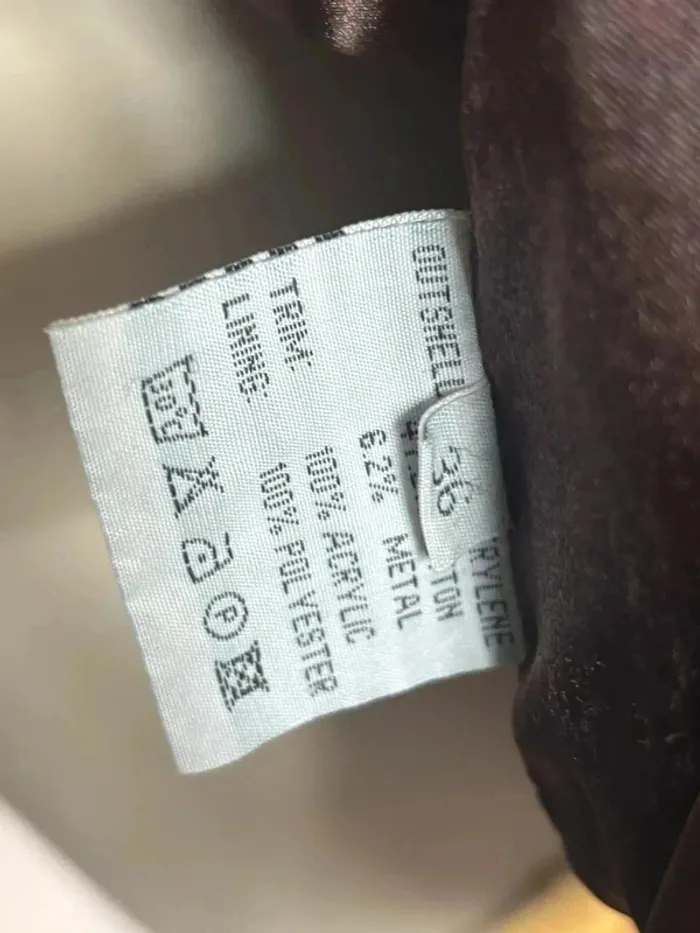 OUTSHELL RYLENE
TON
36
6.2% METAL
TRIM: 100% ACRYLIC
LINING: 100% POLYESTER
30°C P